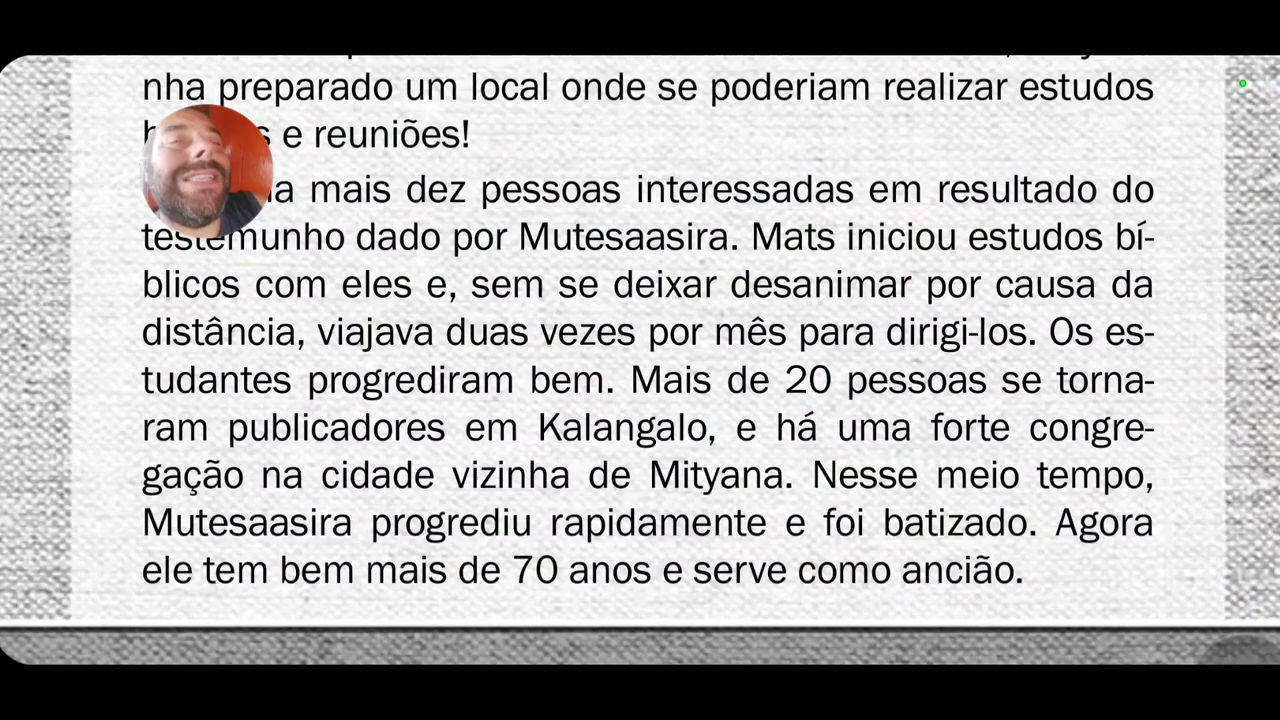 nha preparado um local onde se poderiam realizar estudos
e reuniões!
mais dez pessoas interessadas em resultado do
testemunho dado por Mutesaasira. Mats iniciou estudos bí-
blicos com eles e, sem se deixar desanimar por causa da
distância, viajava duas vezes por mês para dirigi-los. Os es-
tudantes progrediram bem. Mais de 20 pessoas se torna-
ram publicadores em Kalangalo, e há uma forte congre-
gação na cidade vizinha de Mityana. Nesse meio tempo,
Mutesaasira progrediu rapidamente e foi batizado. Agora
ele tem bem mais de 70 anos e serve como ancião.